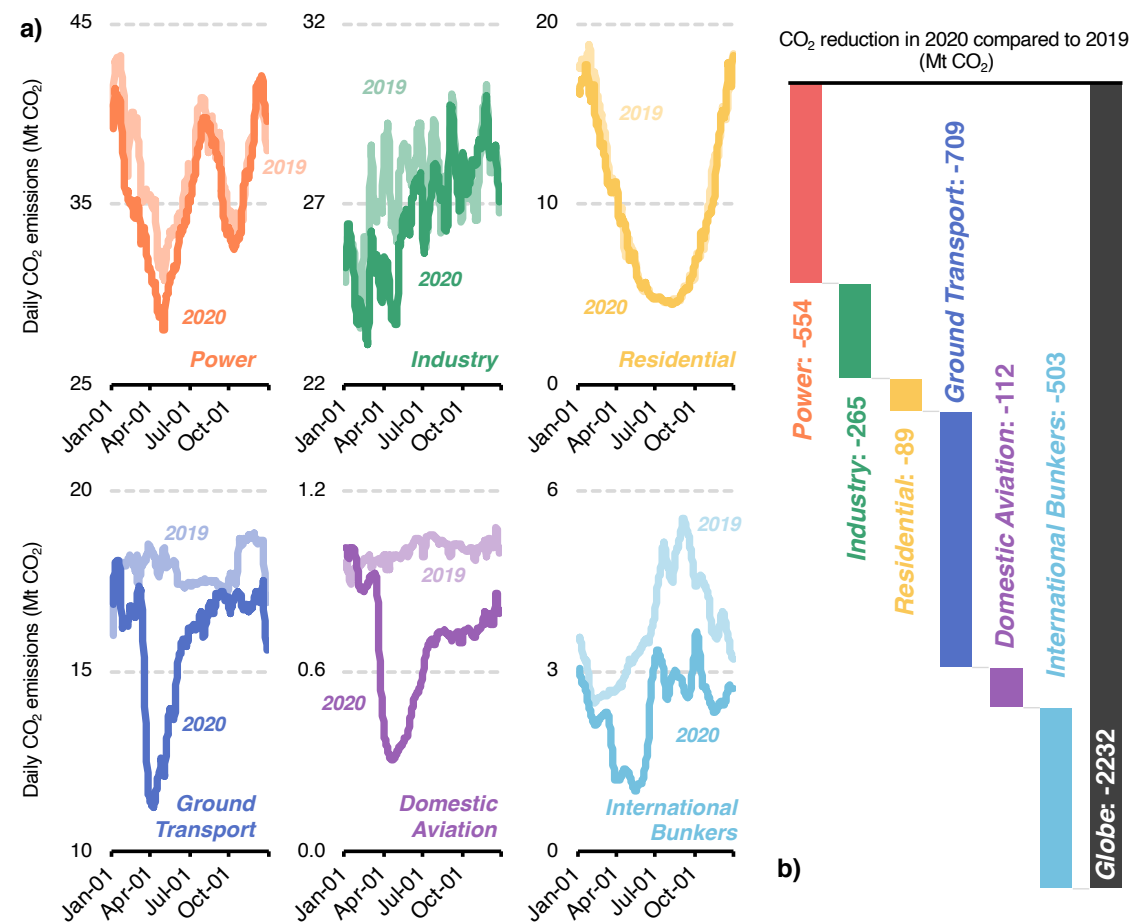 a)
Daily CO₂ emissions (Mt CO₂)
45
35
25
2019
2020
Power
Jan-01
Apr-01
Jul-01
Oct-01
32
27
22
2019
2020
Industry
Jan-01
Apr-01
Jul-01
Oct-01
20
10
0
2019
2020
Residential
Jan-01
Apr-01
Jul-01
Oct-01
Daily CO₂ emissions (Mt CO₂)
20
15
10
2019
2020
Ground
Transport
Jan-01
Apr-01
Jul-01
Oct-01
1.2
0.6
0.0
2019
2020
Domestic
Aviation
Jan-01
Apr-01
Jul-01
Oct-01
6
3
0
2019
2020
International
Bunkers
Jan-01
Apr-01
Jul-01
Oct-01
b)
CO₂ reduction in 2020 compared to 2019
(Mt CO₂)
Power: -554
Industry: -265
Residential: -89
Ground Transport: -709
Domestic Aviation: -112
International Bunkers: -503
Globe: -2232